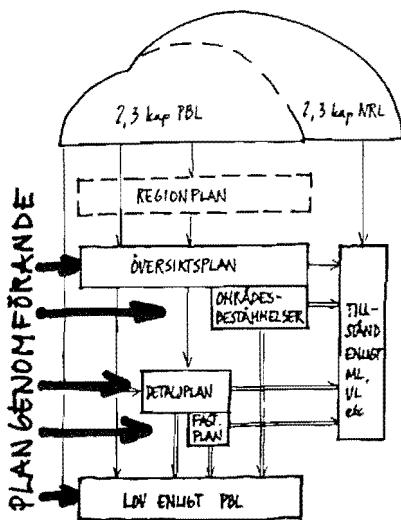 2,3 kap PBL
2,3 kap NRL
REGIONPLAN
PLANGENOMFÖRANDE
ÖVERSIKTSPLAN
OMRÅDES-
BESTÄMMELSER
TILL-
STÅND
ENLIGT
ML,
VL
etc
DETALJPLAN
FAST.
PLAN
LOV ENLIGT PBL